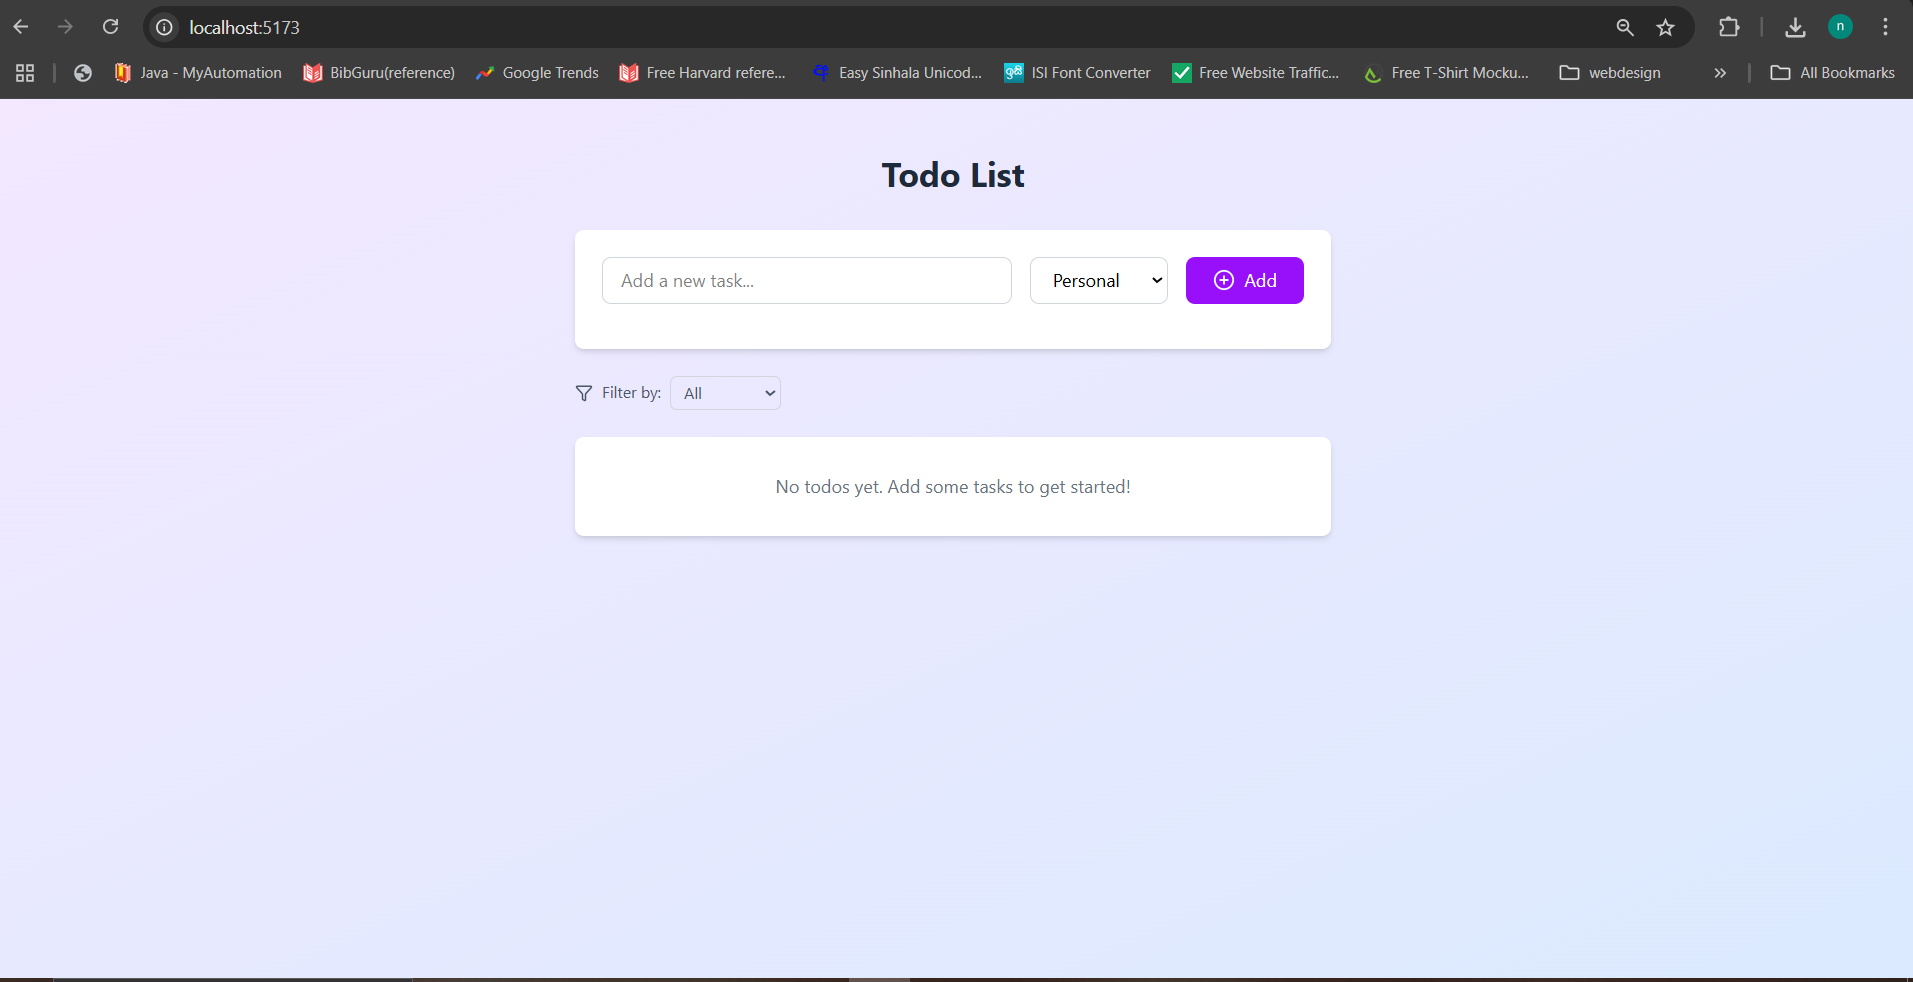 localhost:5173
n
Java - MyAutomation
BibGuru(reference)
Google Trends
Free Harvard refere...
Easy Sinhala Unicod...
ISI Font Converter
Free Website Traffic...
Free T-Shirt Mocku...
webdesign
All Bookmarks
Todo List
Add a new task...
Personal
Add
Filter by:
All
No todos yet. Add some tasks to get started!